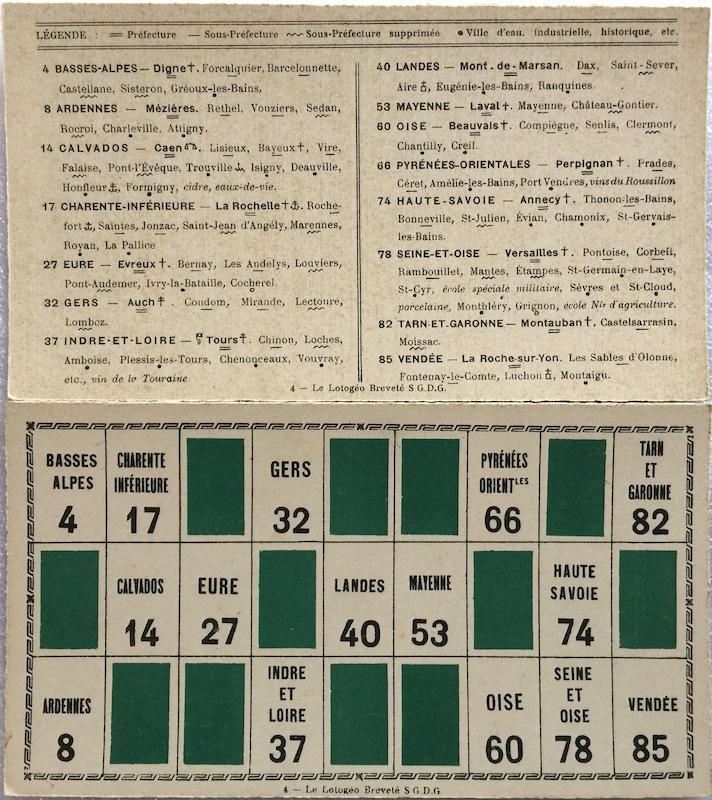 LÉGENDE : Préfecture — Sous-Préfecture Sous-Préfecture supprimée Ville d'eau, industrielle, historique, etc.
4 BASSES-ALPES — Digne†. Forcalquier, Barcelonnette,
Castellane, Sisteron, Gréoux-les-Bains,
8 ARDENNES — Mézières. Rethel, Vouziers, Sedan,
Rocroi, Charleville. Attigny.
14 CALVADOS — Caen. Lisieux, Bayeux†, Vire,
Falaise, Pont-l'Évêque, Trouville⚓, Isigny, Deauville,
Honfleur⚓, Formigny, cidre, eaux-de-vie.
17 CHARENTE-INFÉRIEURE — La Rochelle†⚓. Roche-
fort⚓, Saintes, Jonzac, Saint-Jean d'Angély, Marennes,
Royan, La Pallice
27 EURE — Evreux†. Bernay, Les Andelys, Louviers,
Pont-Audemer, Ivry-la-Bataille, Cocherel
32 GERS — Auch‡. Condom, Mirande, Lectoure,
Lombez.
37 INDRE-ET-LOIRE — Tours‡. Chinon, Loches,
Amboise, Plessis-les-Tours, Chenonceaux, Vouvray,
etc., vin de la Touraine
40 LANDES — Mont-de-Marsan. Dax, Saint-Sever,
Aire, Eugénie-les-Bains, Ranquines.
53 MAYENNE — Laval†. Mayenne, Château-Gontier.
60 OISE — Beauvais†. Compiègne, Senlis, Clermont,
Chantilly, Creil.
66 PYRÉNÉES-ORIENTALES — Perpignan†. Prades,
Céret, Amélie-les-Bains, Port Vendres, vins du Roussillon
74 HAUTE-SAVOIE — Annecy†. Thonon-les-Bains,
Bonneville, St-Julien, Évian, Chamonix, St-Gervais-
les-Bains.
78 SEINE-ET-OISE — Versailles†. Pontoise, Corbeil,
Rambouillet, Mantes, Étampes, St-Germain-en-Laye,
St-Cyr, école spéciale militaire, Sèvres et St-Cloud,
porcelaine, Monthléry, Grignon, école Nle d'agriculture.
82 TARN-ET-GARONNE — Montauban†. Castelsarrasin,
Moissac.
85 VENDÉE — La Roche-sur-Yon. Les Sables d'Olonne,
Fontenay-le-Comte, Luchon, Montaigu.
4 — Le Lotogéo Breveté S G.D.G.
BASSES
ALPES
4
CHARENTE
INFÉRIEURE
17
GERS
32
PYRÉNÉES
ORIENTLES
66
TARN
ET
GARONNE
82
CALVADOS
14
EURE
27
LANDES
40
MAYENNE
53
HAUTE
SAVOIE
74
ARDENNES
8
INDRE
ET
LOIRE
37
OISE
60
SEINE
ET
OISE
78
VENDÉE
85
4 — Le Lotogéo Breveté S G D.G